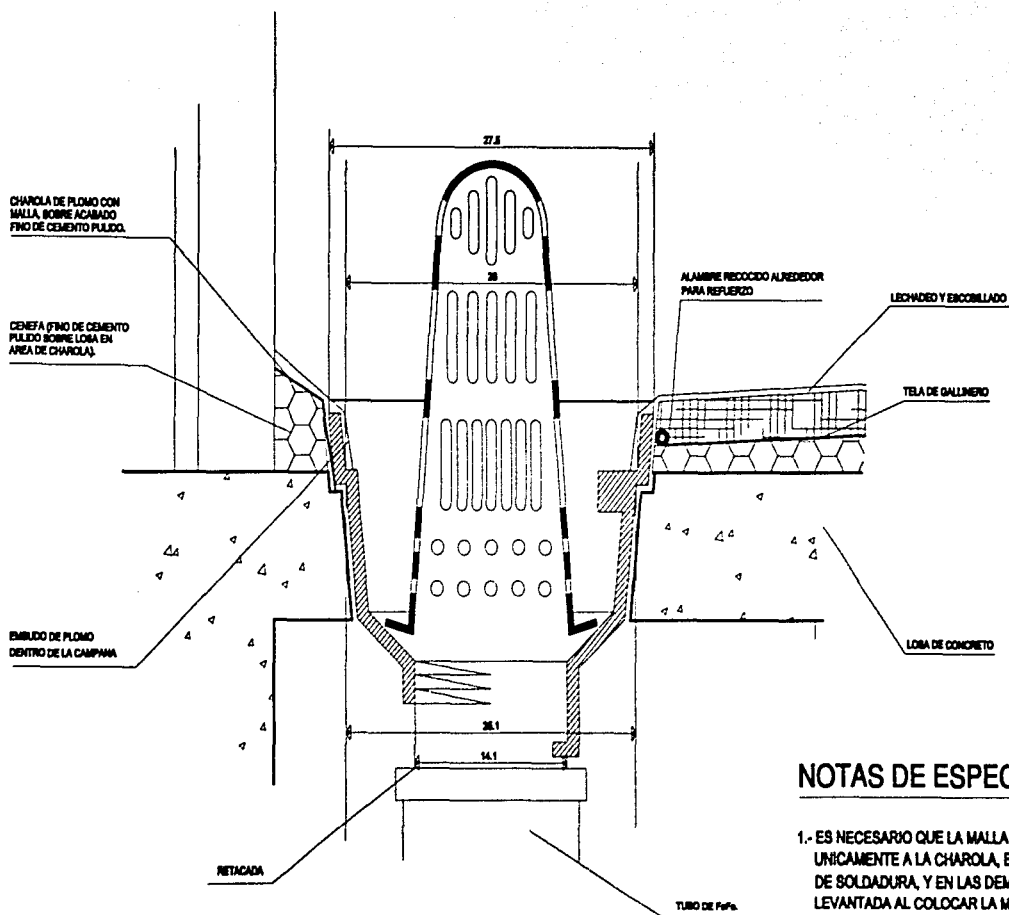 27.5
CHAROLA DE PLOMO CON
MALLA, SOBRE ACABADO
FINO DE CEMENTO PULIDO.
ALAMBRE RECOCIDO ALREDEDOR
PARA REFUERZO
LECHADEO Y ESCOBILLADO
CENEFA (FINO DE CEMENTO
PULIDO SOBRE LOSA EN
AREA DE CHAROLA).
TELA DE GALLINERO
EMBUDO DE PLOMO
DENTRO DE LA CAMPANA
LOSA DE CONCRETO
14.1
RETACADA
TUBO DE FoFo.
NOTAS DE ESPEC
1.- ES NECESARIO QUE LA MALLA
UNICAMENTE A LA CHAROLA, E
DE SOLDADURA, Y EN LAS DEM
LEVANTADA AL COLOCAR LA M